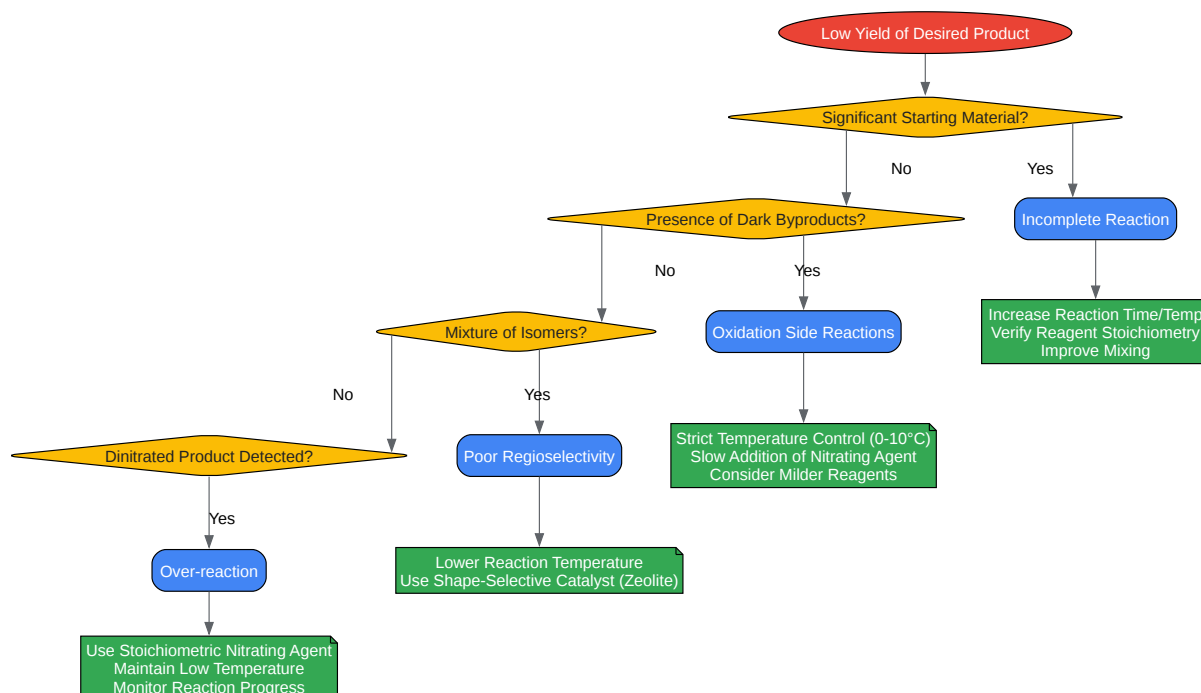 Low Yield of Desired Product
Significant Starting Material?
No
Yes
Presence of Dark Byproducts?
Incomplete Reaction
No
Yes
Increase Reaction Time/Temp
Verify Reagent Stoichiometry
Improve Mixing
Mixture of Isomers?
Oxidation Side Reactions
No
Yes
Strict Temperature Control (0-10°C)
Slow Addition of Nitrating Agent
Consider Milder Reagents
Dinitrated Product Detected?
Poor Regioselectivity
Yes
Lower Reaction Temperature
Use Shape-Selective Catalyst (Zeolite)
Over-reaction
Use Stoichiometric Nitrating Agent
Maintain Low Temperature
Monitor Reaction Progress